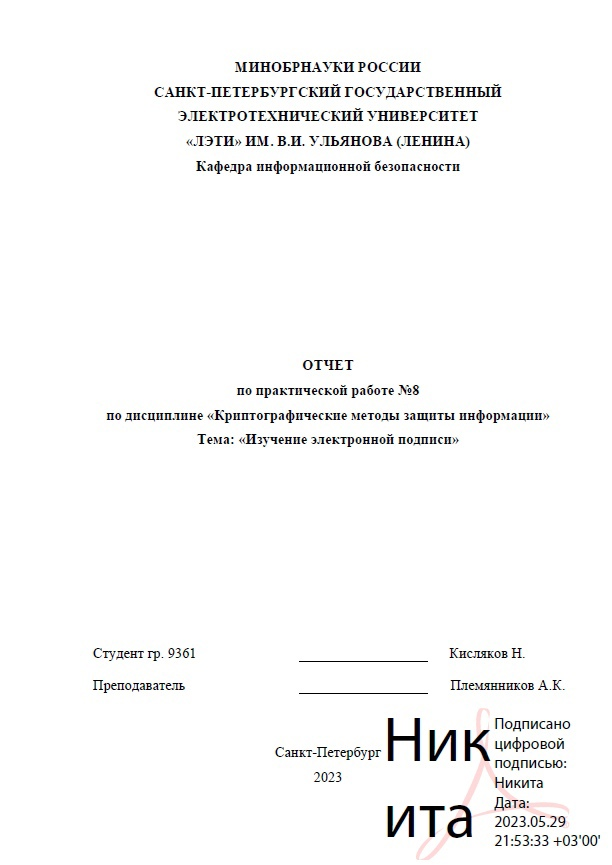 МИНОБРНАУКИ РОССИИ
САНКТ-ПЕТЕРБУРГСКИЙ ГОСУДАРСТВЕННЫЙ
ЭЛЕКТРОТЕХНИЧЕСКИЙ УНИВЕРСИТЕТ
«ЛЭТИ» ИМ. В.И. УЛЬЯНОВА (ЛЕНИНА)
Кафедра информационной безопасности
ОТЧЕТ
по практической работе №8
по дисциплине «Криптографические методы защиты информации»
Тема: «Изучение электронной подписи»
Студент гр. 9361 Кисляков Н.
Преподаватель Племянников А.К.
Санкт-Петербург
2023
Ник
ита
Подписано
цифровой
подписью:
Никита
Дата:
2023.05.29
21:53:33 +03'00'